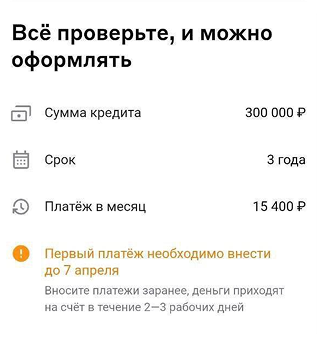 Всё проверьте, и можно
оформлять
Сумма кредита 300 000 ₽
Срок 3 года
Платёж в месяц 15 400 ₽
Первый платёж необходимо внести
до 7 апреля
Вносите платежи заранее, деньги приходят
на счёт в течение 2—3 рабочих дней